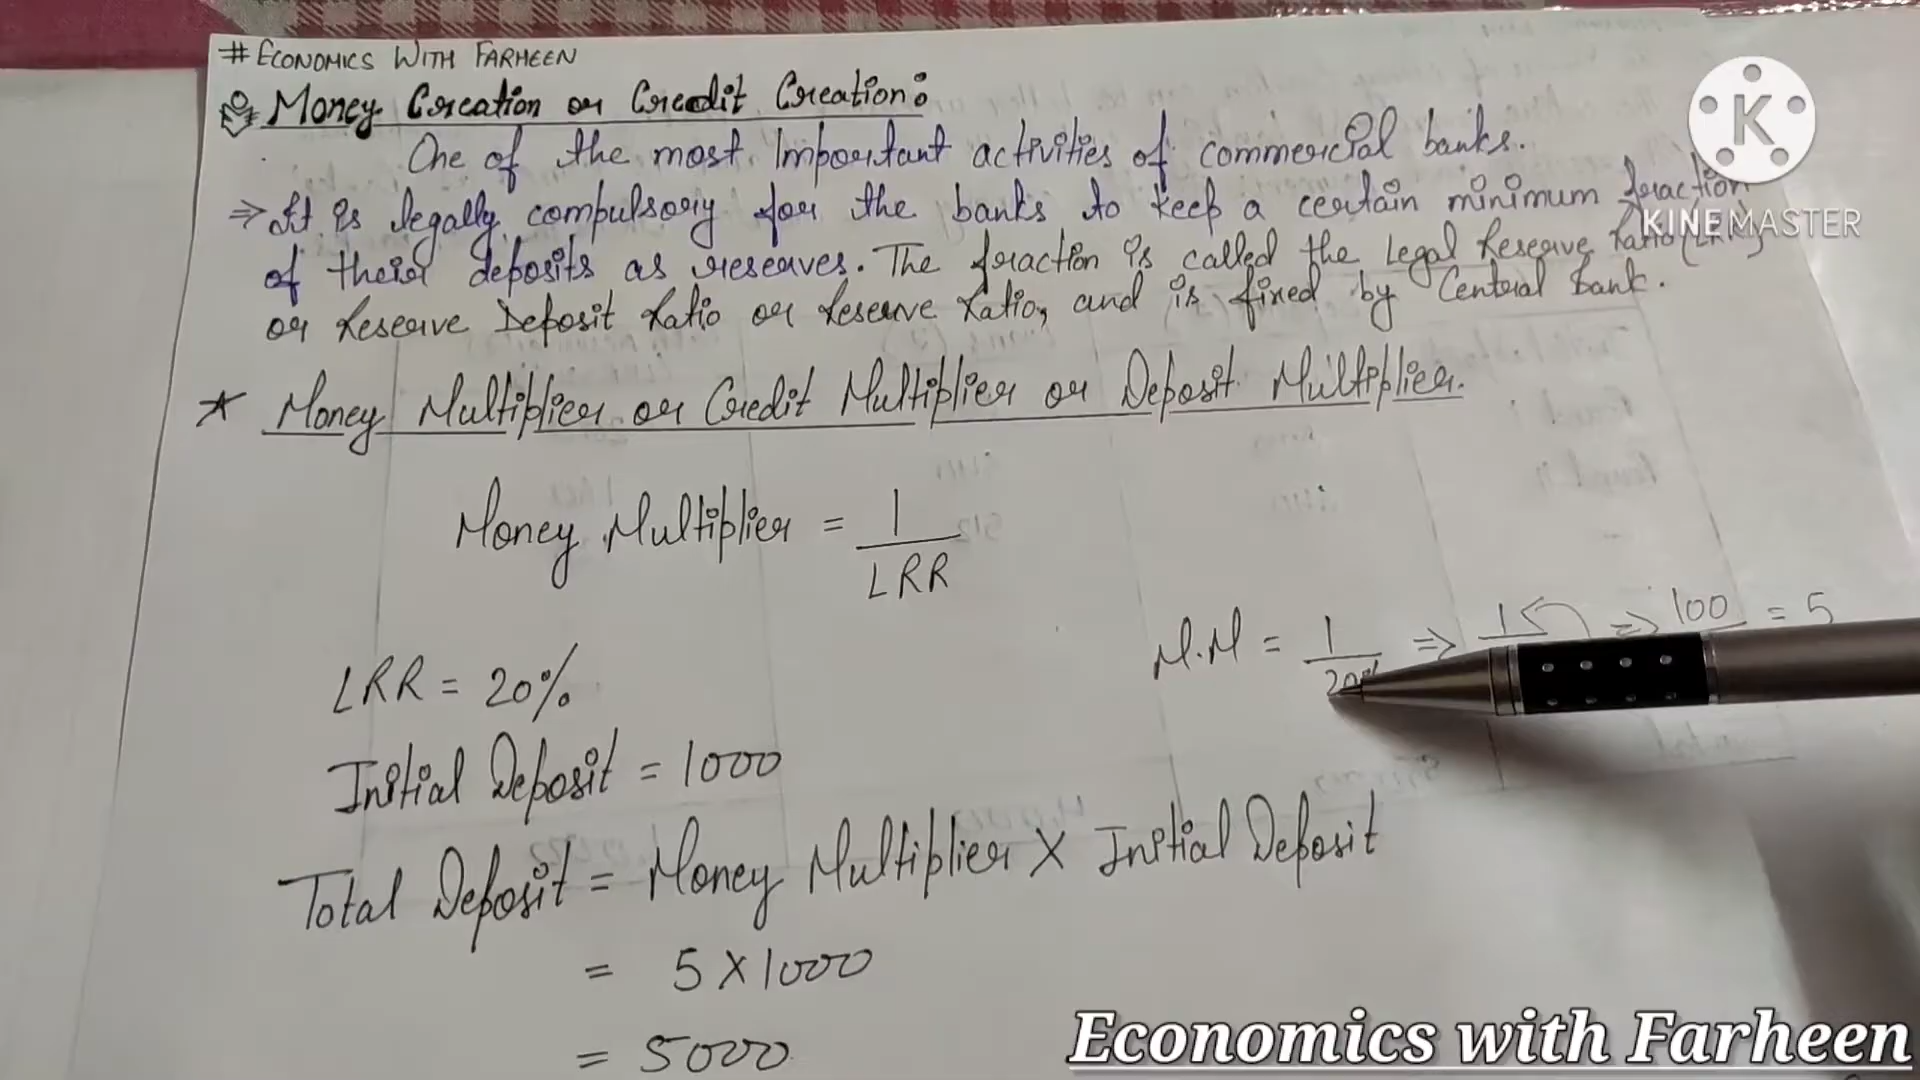 # ECONOMICS WITH FARHEEN
Money Creation or Credit Creation:
One of the most Important activities of commercial banks.
⇒ It is legally compulsory for the banks to keep a certain minimum fraction
of their deposits as reserves. The fraction is called the Legal Reserve Ratio (LRR)
or Reserve Deposit Ratio or Reserve Ratio, and is fixed by Central Bank.
K
KINEMASTER
* Money Multiplier or Credit Multiplier or Deposit Multiplier.
Money Multiplier = 1
LRR
M.M = 1 ⇒ 1 ⇒ 100 = 5
20%
LRR = 20%
Initial Deposit = 1000
Total Deposit = Money Multiplier X Initial Deposit
= 5 X 1000
= 5000
Economics with Farheen